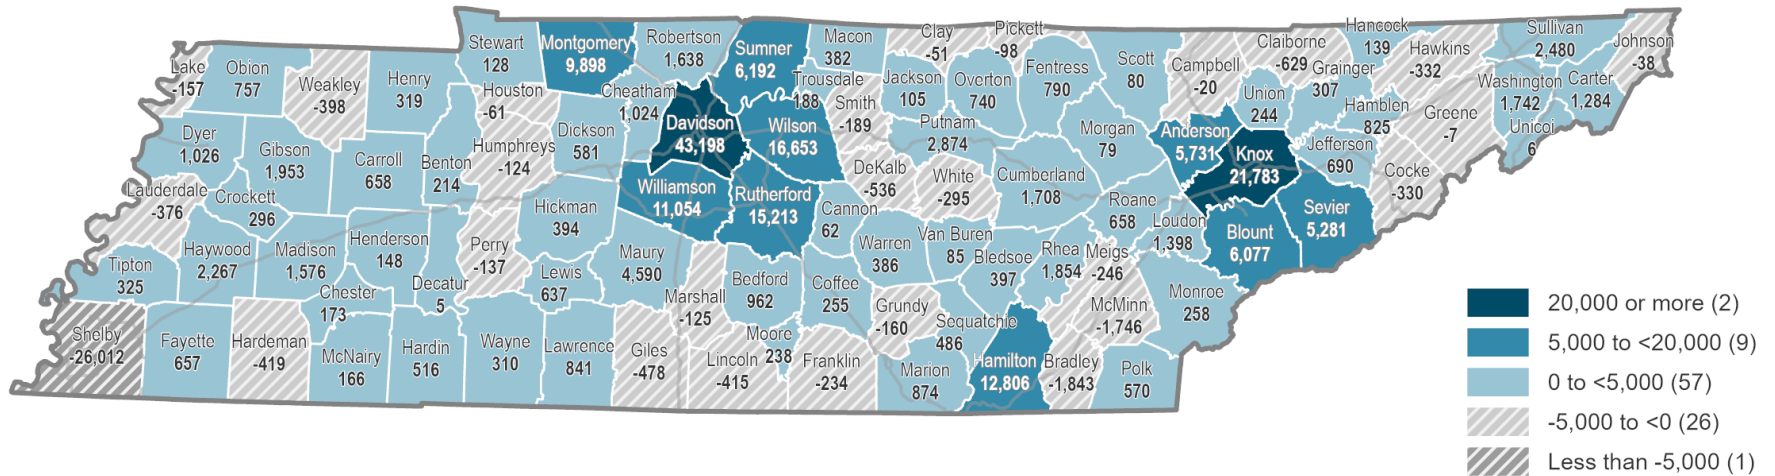 Lake
-157
Obion
757
Weakley
-398
Henry
319
Stewart
128
Montgomery
9,898
Robertson
1,638
Sumner
6,192
Macon
382
Clay
-51
Pickett
-98
Scott
80
Campbell
-20
Claiborne
-629
Hancock
139
Hawkins
-332
Sullivan
2,480
Johnson
-38
Houston
-61
Cheatham
1,024
Trousdale
188
Smith
-189
Jackson
105
Overton
740
Fentress
790
Union
244
Grainger
307
Hamblen
825
Greene
-7
Washington
1,742
Carter
1,284
Unicoi
6
Dyer
1,026
Gibson
1,953
Carroll
658
Benton
214
Humphreys
-124
Dickson
581
Davidson
43,198
Wilson
16,653
DeKalb
-536
Putnam
2,874
White
-295
Cumberland
1,708
Morgan
79
Anderson
5,731
Knox
21,783
Jefferson
690
Cocke
-330
Lauderdale
-376
Crockett
296
Haywood
2,267
Madison
1,576
Henderson
148
Decatur
5
Perry
-137
Hickman
394
Williamson
11,054
Rutherford
15,213
Cannon
62
Warren
386
Van Buren
85
Bledsoe
397
Rhea
1,854
Roane
658
Loudon
1,398
Blount
6,077
Sevier
5,281
Tipton
325
Chester
173
Lewis
637
Maury
4,590
Marshall
-125
Bedford
962
Coffee
255
Grundy
-160
Sequatchie
486
Meigs
-246
McMinn
-1,746
Monroe
258
Shelby
-26,012
Fayette
657
Hardeman
-419
McNairy
166
Hardin
516
Wayne
310
Lawrence
841
Giles
-478
Lincoln
-415
Moore
238
Franklin
-234
Marion
874
Hamilton
12,806
Bradley
-1,843
Polk
570
20,000 or more (2)
5,000 to <20,000 (9)
0 to <5,000 (57)
-5,000 to <0 (26)
Less than -5,000 (1)